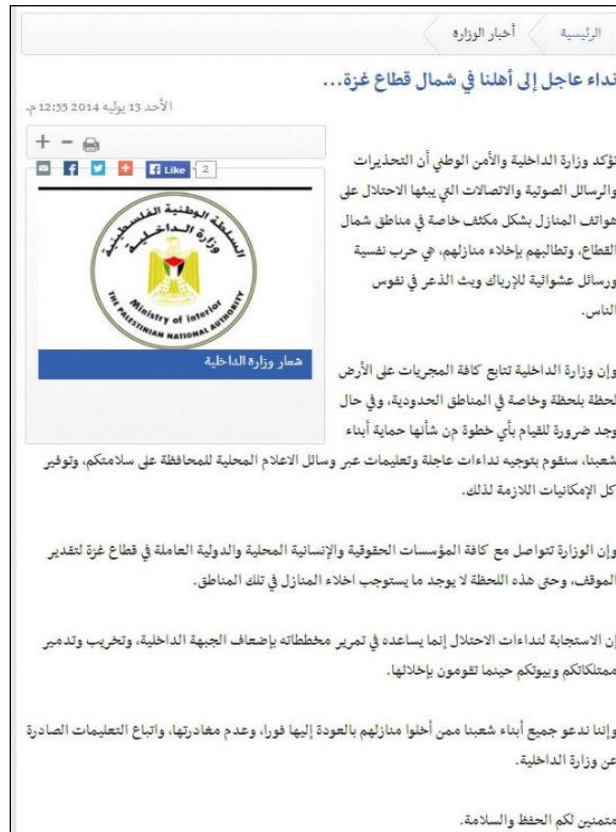 الرئيسية
أخبار الوزارة
نداء عاجل إلى أهلنا في شمال قطاع غزة...
الأحد 13 يوليه 2014 12:55 م.
+ -
Like 2
السلطة الوطنية الفلسطينية
وزارة الداخلية
Ministry of interior
THE PALESTINIAN NATIONAL AUTHORITY
شعار وزارة الداخلية
تؤكد وزارة الداخلية والأمن الوطني أن التحذيرات
والرسائل الصوتية والاتصالات التي يبثها الاحتلال على
هواتف المنازل بشكل مكثف خاصة في مناطق شمال
القطاع، وتطالبهم بإخلاء منازلهم، هي حرب نفسية
ورسائل عشوائية للإرباك وبث الذعر في نفوس
الناس.
وإن وزارة الداخلية تتابع كافة المجريات على الأرض
لحظة بلحظة وخاصة في المناطق الحدودية، وفي حال
وجد ضرورة للقيام بأي خطوة من شأنها حماية أبناء
شعبنا، سنقوم بتوجيه نداءات عاجلة وتعليمات عبر وسائل الاعلام المحلية للمحافظة على سلامتكم، وتوفير
كل الإمكانيات اللازمة لذلك.
وإن الوزارة تتواصل مع كافة المؤسسات الحقوقية والإنسانية المحلية والدولية العاملة في قطاع غزة لتقدير
الموقف، وحتى هذه اللحظة لا يوجد ما يستوجب اخلاء المنازل في تلك المناطق.
إن الاستجابة لنداءات الاحتلال إنما يساعده في تمرير مخططاته بإضعاف الجبهة الداخلية، وتخريب وتدمير
ممتلكاتكم وبيوتكم حينما تقومون بإخلائها.
وإننا ندعو جميع أبناء شعبنا ممن أخلوا منازلهم بالعودة إليها فورا، وعدم مغادرتها، واتباع التعليمات الصادرة
عن وزارة الداخلية.
متمنين لكم الحفظ والسلامة.